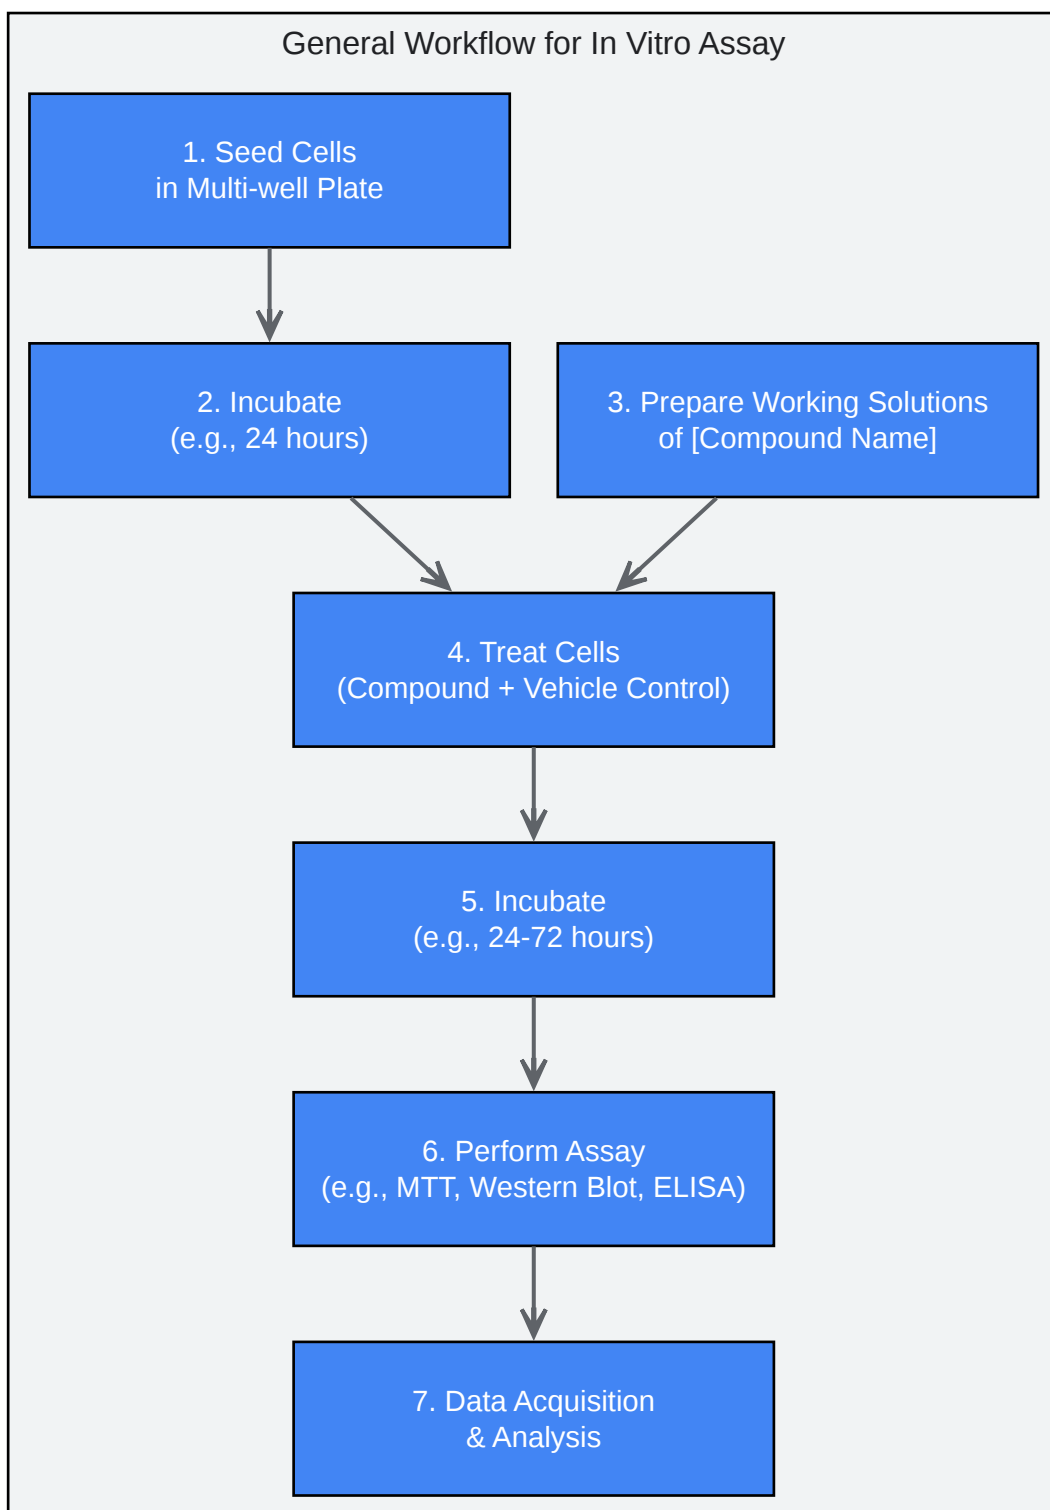 General Workflow for In Vitro Assay
1. Seed Cells
in Multi-well Plate
2. Incubate
(e.g., 24 hours)
3. Prepare Working Solutions
of [Compound Name]
4. Treat Cells
(Compound + Vehicle Control)
5. Incubate
(e.g., 24-72 hours)
6. Perform Assay
(e.g., MTT, Western Blot, ELISA)
7. Data Acquisition
& Analysis